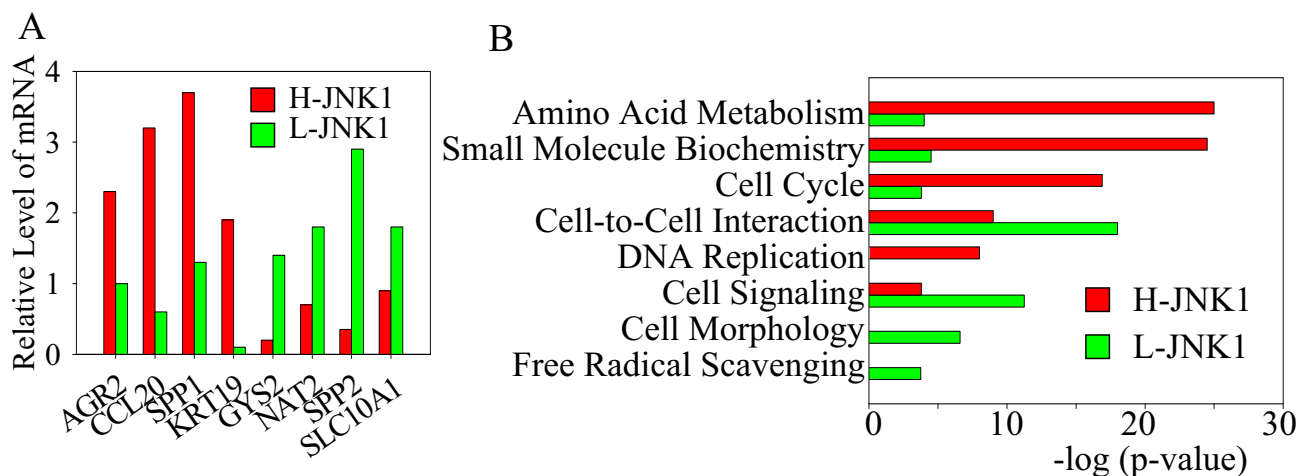 A
Relative Level of mRNA
4
3
2
1
0
H-JNK1
L-JNK1
AGR2
CCL20
SPP1
KRT19
GYS2
NAT2
SPP2
SLC10A1
B
Amino Acid Metabolism
Small Molecule Biochemistry
Cell Cycle
Cell-to-Cell Interaction
DNA Replication
Cell Signaling
Cell Morphology
Free Radical Scavenging
H-JNK1
L-JNK1
0 10 20 30
-log (p-value)